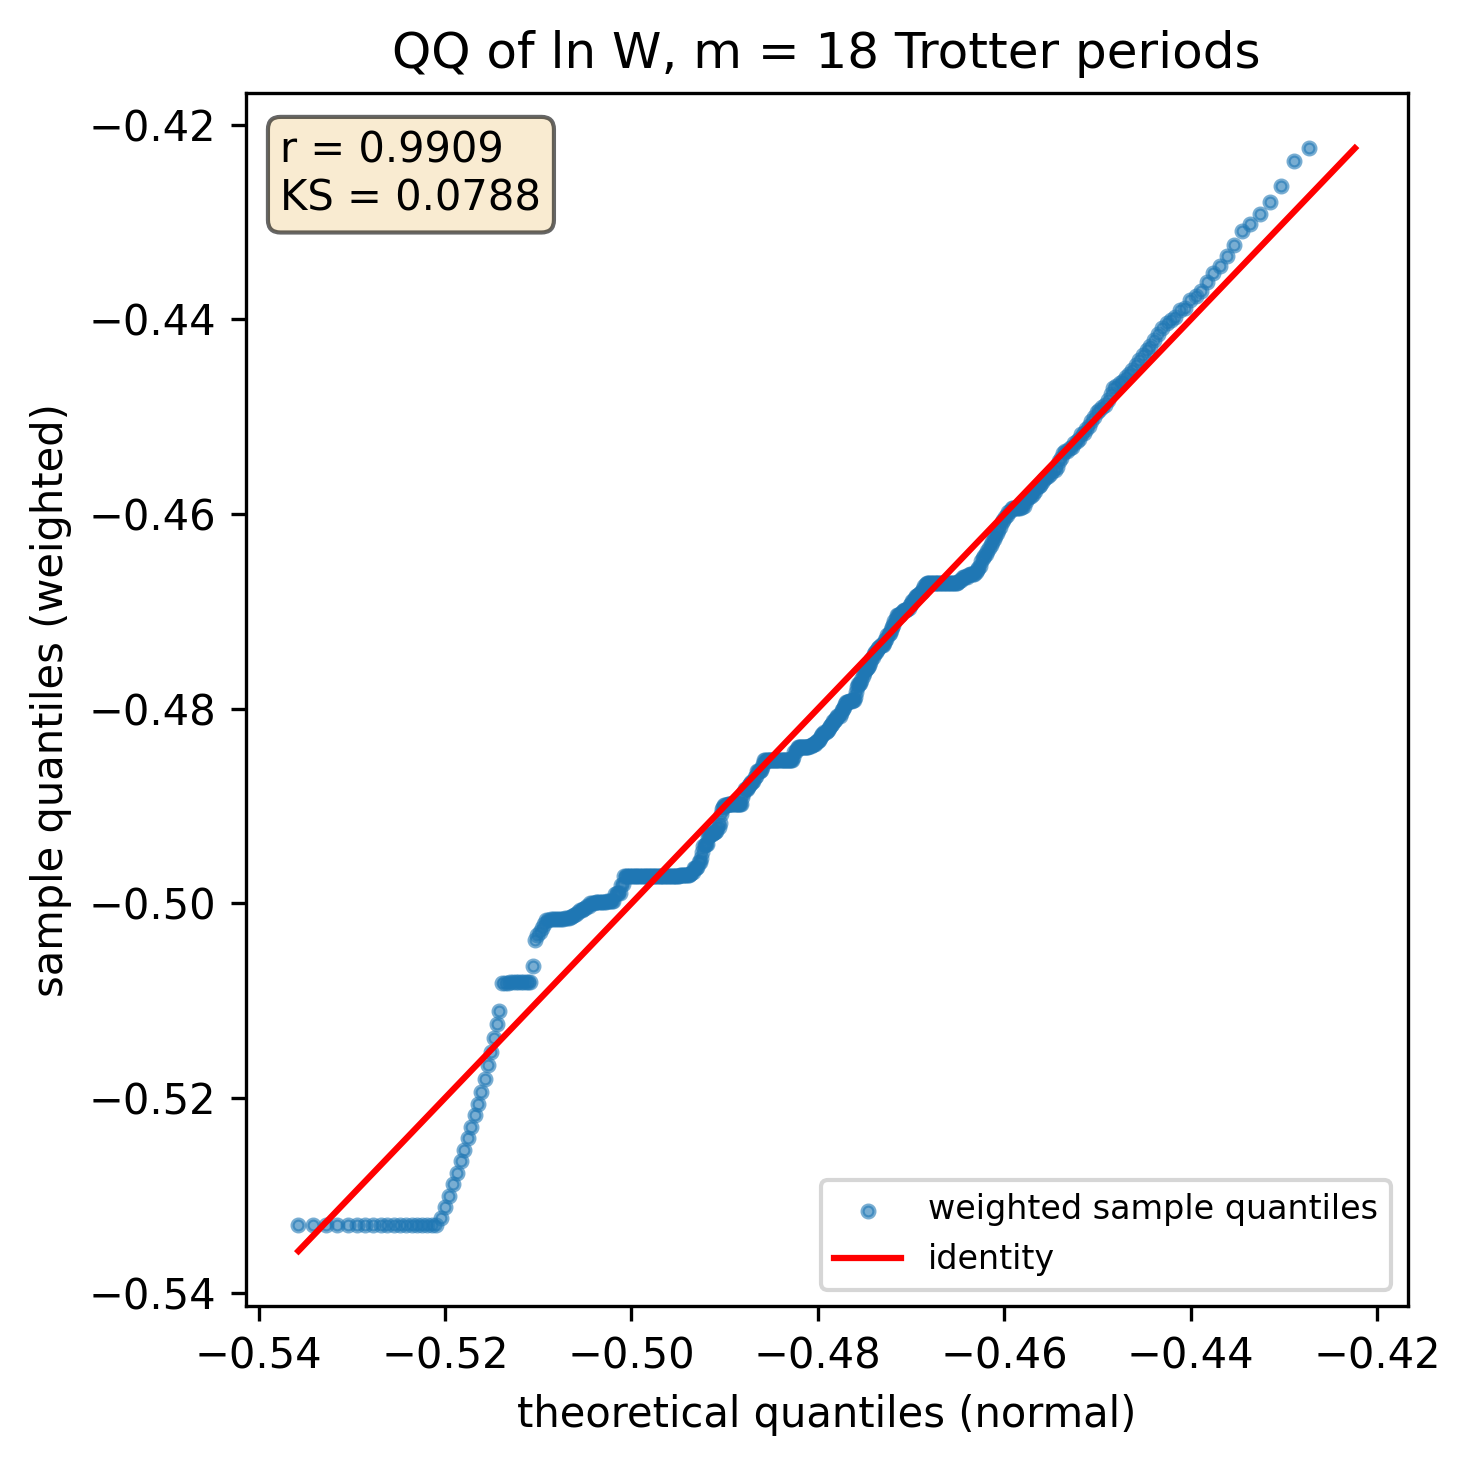 QQ of ln W, m = 18 Trotter periods
r = 0.9909
KS = 0.0788
−0.42
−0.44
−0.46
−0.48
−0.50
−0.52
−0.54
sample quantiles (weighted)
weighted sample quantiles
identity
−0.54 −0.52 −0.50 −0.48 −0.46 −0.44 −0.42
theoretical quantiles (normal)